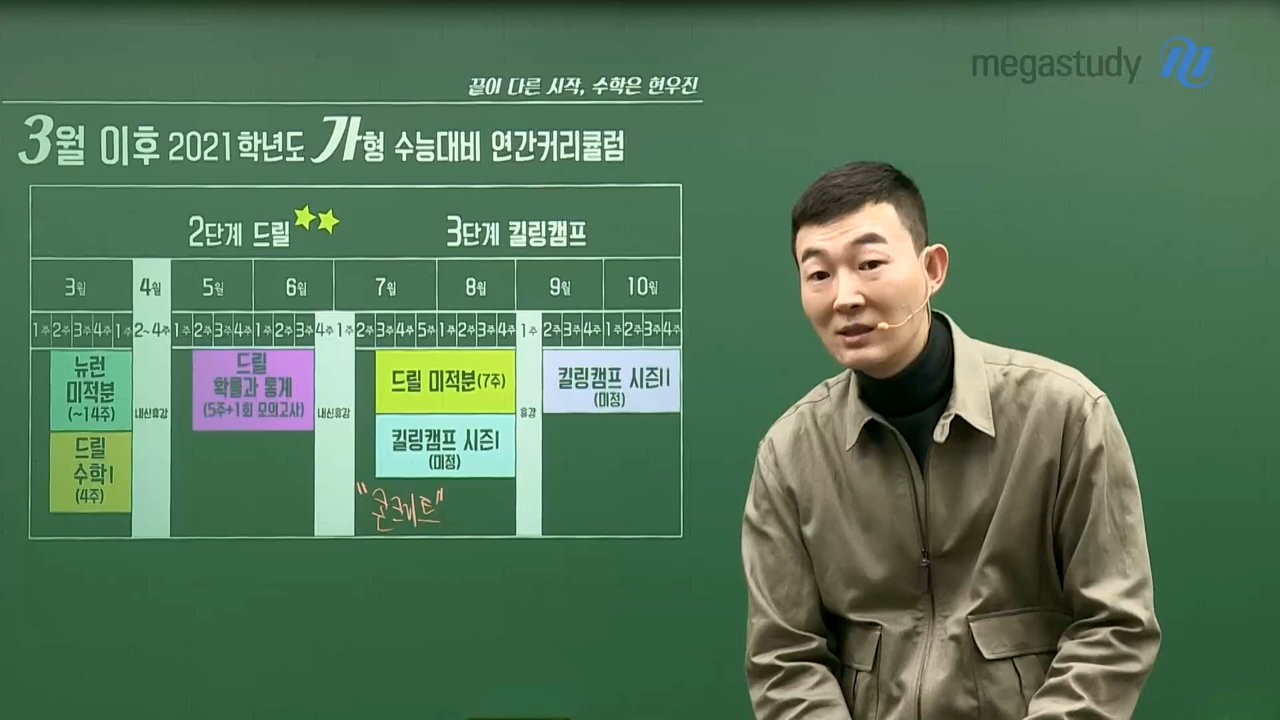 megastudy
끝이 다른 시작, 수학은 현우진
3월 이후 2021학년도 가형 수능대비 연간커리큘럼
2단계 드릴 3단계 킬링캠프
3월 4월 5월 6월 7월 8월 9월 10월
1주 2주 3주 4주 1주 2~4주 1주 2주 3주 4주 1주 2주 3주 4주 1주 2주 3주 4주 5주 1주 2주 3주 4주 1주 2주 3주 4주 1주 2주 3주 4주
뉴런
미적분
(~14주)
드릴
수학I
(4주)
내신휴강
드릴
확률과 통계
(5주+1회 모의고사)
내신휴강
드릴 미적분(7주)
킬링캠프 시즌I
(미정)
"콘크리트"
휴강
킬링캠프 시즌II
(미정)